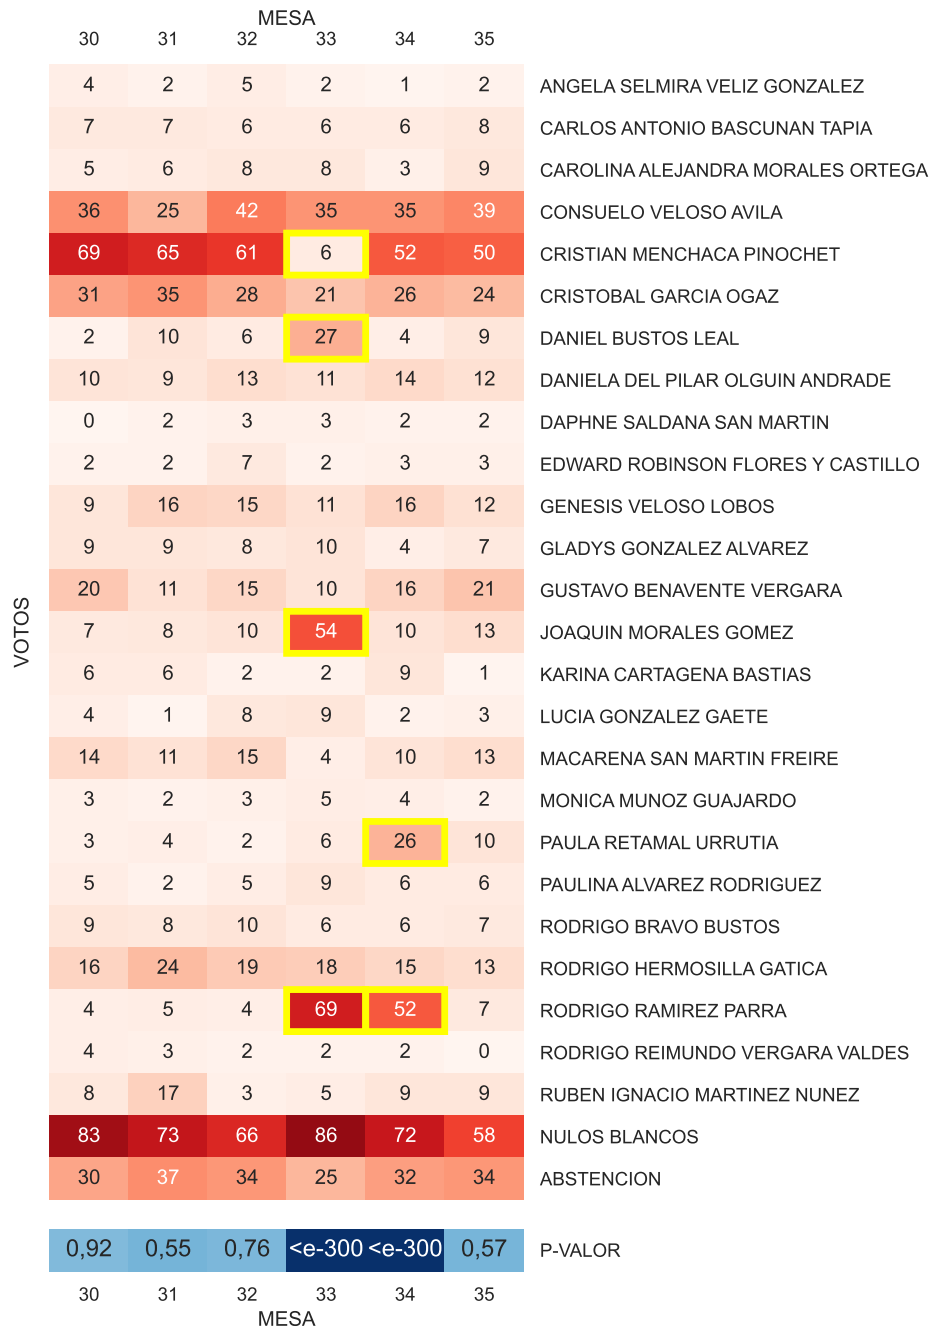 MESA
30 31 32 33 34 35
4 2 5 2 1 2 ANGELA SELMIRA VELIZ GONZALEZ
7 7 6 6 6 8 CARLOS ANTONIO BASCUNAN TAPIA
5 6 8 8 3 9 CAROLINA ALEJANDRA MORALES ORTEGA
36 25 42 35 35 39 CONSUELO VELOSO AVILA
69 65 61 6 52 50 CRISTIAN MENCHACA PINOCHET
31 35 28 21 26 24 CRISTOBAL GARCIA OGAZ
2 10 6 27 4 9 DANIEL BUSTOS LEAL
10 9 13 11 14 12 DANIELA DEL PILAR OLGUIN ANDRADE
0 2 3 3 2 2 DAPHNE SALDANA SAN MARTIN
2 2 7 2 3 3 EDWARD ROBINSON FLORES Y CASTILLO
9 16 15 11 16 12 GENESIS VELOSO LOBOS
9 9 8 10 4 7 GLADYS GONZALEZ ALVAREZ
20 11 15 10 16 21 GUSTAVO BENAVENTE VERGARA
VOTOS
7 8 10 54 10 13 JOAQUIN MORALES GOMEZ
6 6 2 2 9 1 KARINA CARTAGENA BASTIAS
4 1 8 9 2 3 LUCIA GONZALEZ GAETE
14 11 15 4 10 13 MACARENA SAN MARTIN FREIRE
3 2 3 5 4 2 MONICA MUNOZ GUAJARDO
3 4 2 6 26 10 PAULA RETAMAL URRUTIA
5 2 5 9 6 6 PAULINA ALVAREZ RODRIGUEZ
9 8 10 6 6 7 RODRIGO BRAVO BUSTOS
16 24 19 18 15 13 RODRIGO HERMOSILLA GATICA
4 5 4 69 52 7 RODRIGO RAMIREZ PARRA
4 3 2 2 2 0 RODRIGO REIMUNDO VERGARA VALDES
8 17 3 5 9 9 RUBEN IGNACIO MARTINEZ NUNEZ
83 73 66 86 72 58 NULOS BLANCOS
30 37 34 25 32 34 ABSTENCION
0,92 0,55 0,76 <e-300 <e-300 0,57 P-VALOR
30 31 32 33 34 35
MESA